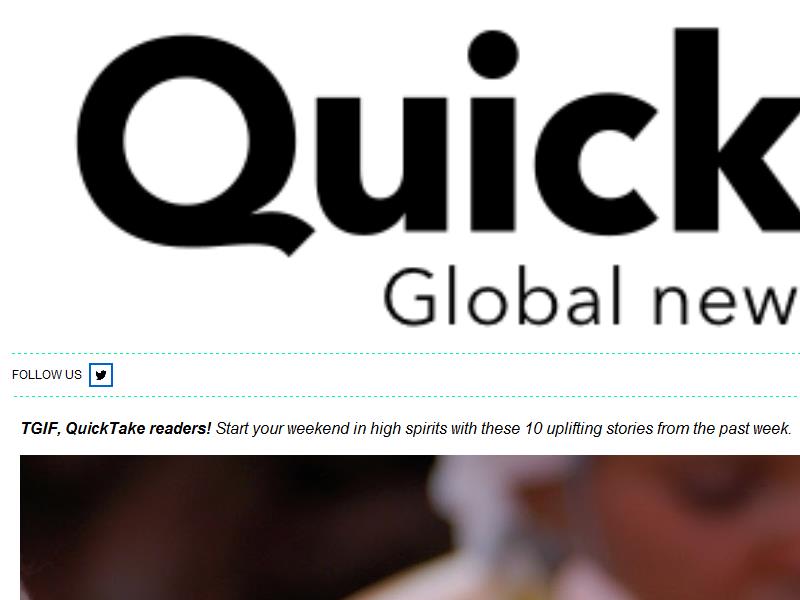 Quick
Global new
FOLLOW US
TGIF, QuickTake readers! Start your weekend in high spirits with these 10 uplifting stories from the past week.